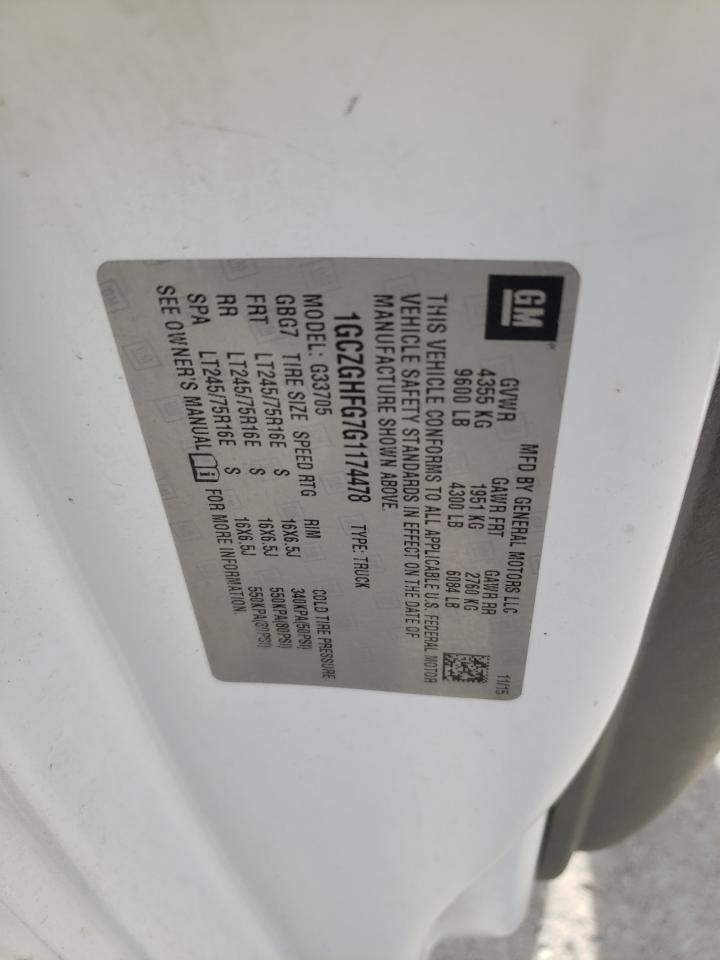 GM
MFD BY GENERAL MOTORS LLC 11/15
GVWR GAWR FRT GAWR RR
4355 KG 1951 KG 2760 KG
9600 LB 4300 LB 6084 LB
THIS VEHICLE CONFORMS TO ALL APPLICABLE U.S. FEDERAL MOTOR
VEHICLE SAFETY STANDARDS IN EFFECT ON THE DATE OF
MANUFACTURE SHOWN ABOVE.
1GCZGHFG7G1174478 TYPE: TRUCK
MODEL: G33705
GBG7 TIRE SIZE SPEED RTG RIM COLD TIRE PRESSURE
FRT LT245/75R16E S 16X6.5J 340KPA(50PSI)
RR LT245/75R16E S 16X6.5J 550KPA(80PSI)
SPA LT245/75R16E S 16X6.5J 550KPA(80PSI)
SEE OWNER'S MANUAL FOR MORE INFORMATION.